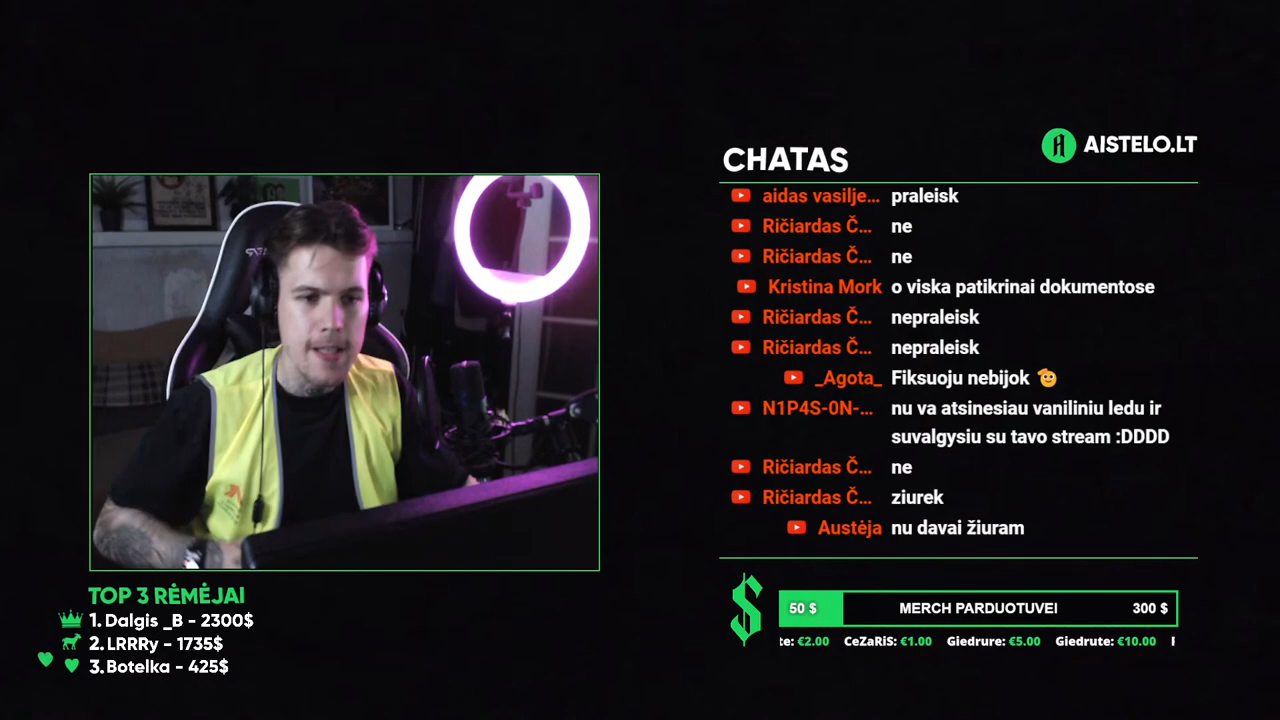 CHATAS
AISTELO.LT
aidas vasilje... praleisk
Ričiardas Č... ne
Ričiardas Č... ne
Kristina Mork o viska patikrinai dokumentose
Ričiardas Č... nepraleisk
Ričiardas Č... nepraleisk
_Agota_ Fiksuoju nebijok
N1P4S-0N-... nu va atsinesiau vaniliniu ledu ir
suvalgysiu su tavo stream :DDDD
Ričiardas Č... ne
Ričiardas Č... ziurek
Austėja nu davai žiuram
TOP 3 RĖMĖJAI
1. Dalgis _B - 2300$
2. LRRRy - 1735$
3. Botelka - 425$
50 $ MERCH PARDUOTUVEI 300 $
te: €2.00 CeZaRiS: €1.00 Giedrure: €5.00 Giedrute: €10.00